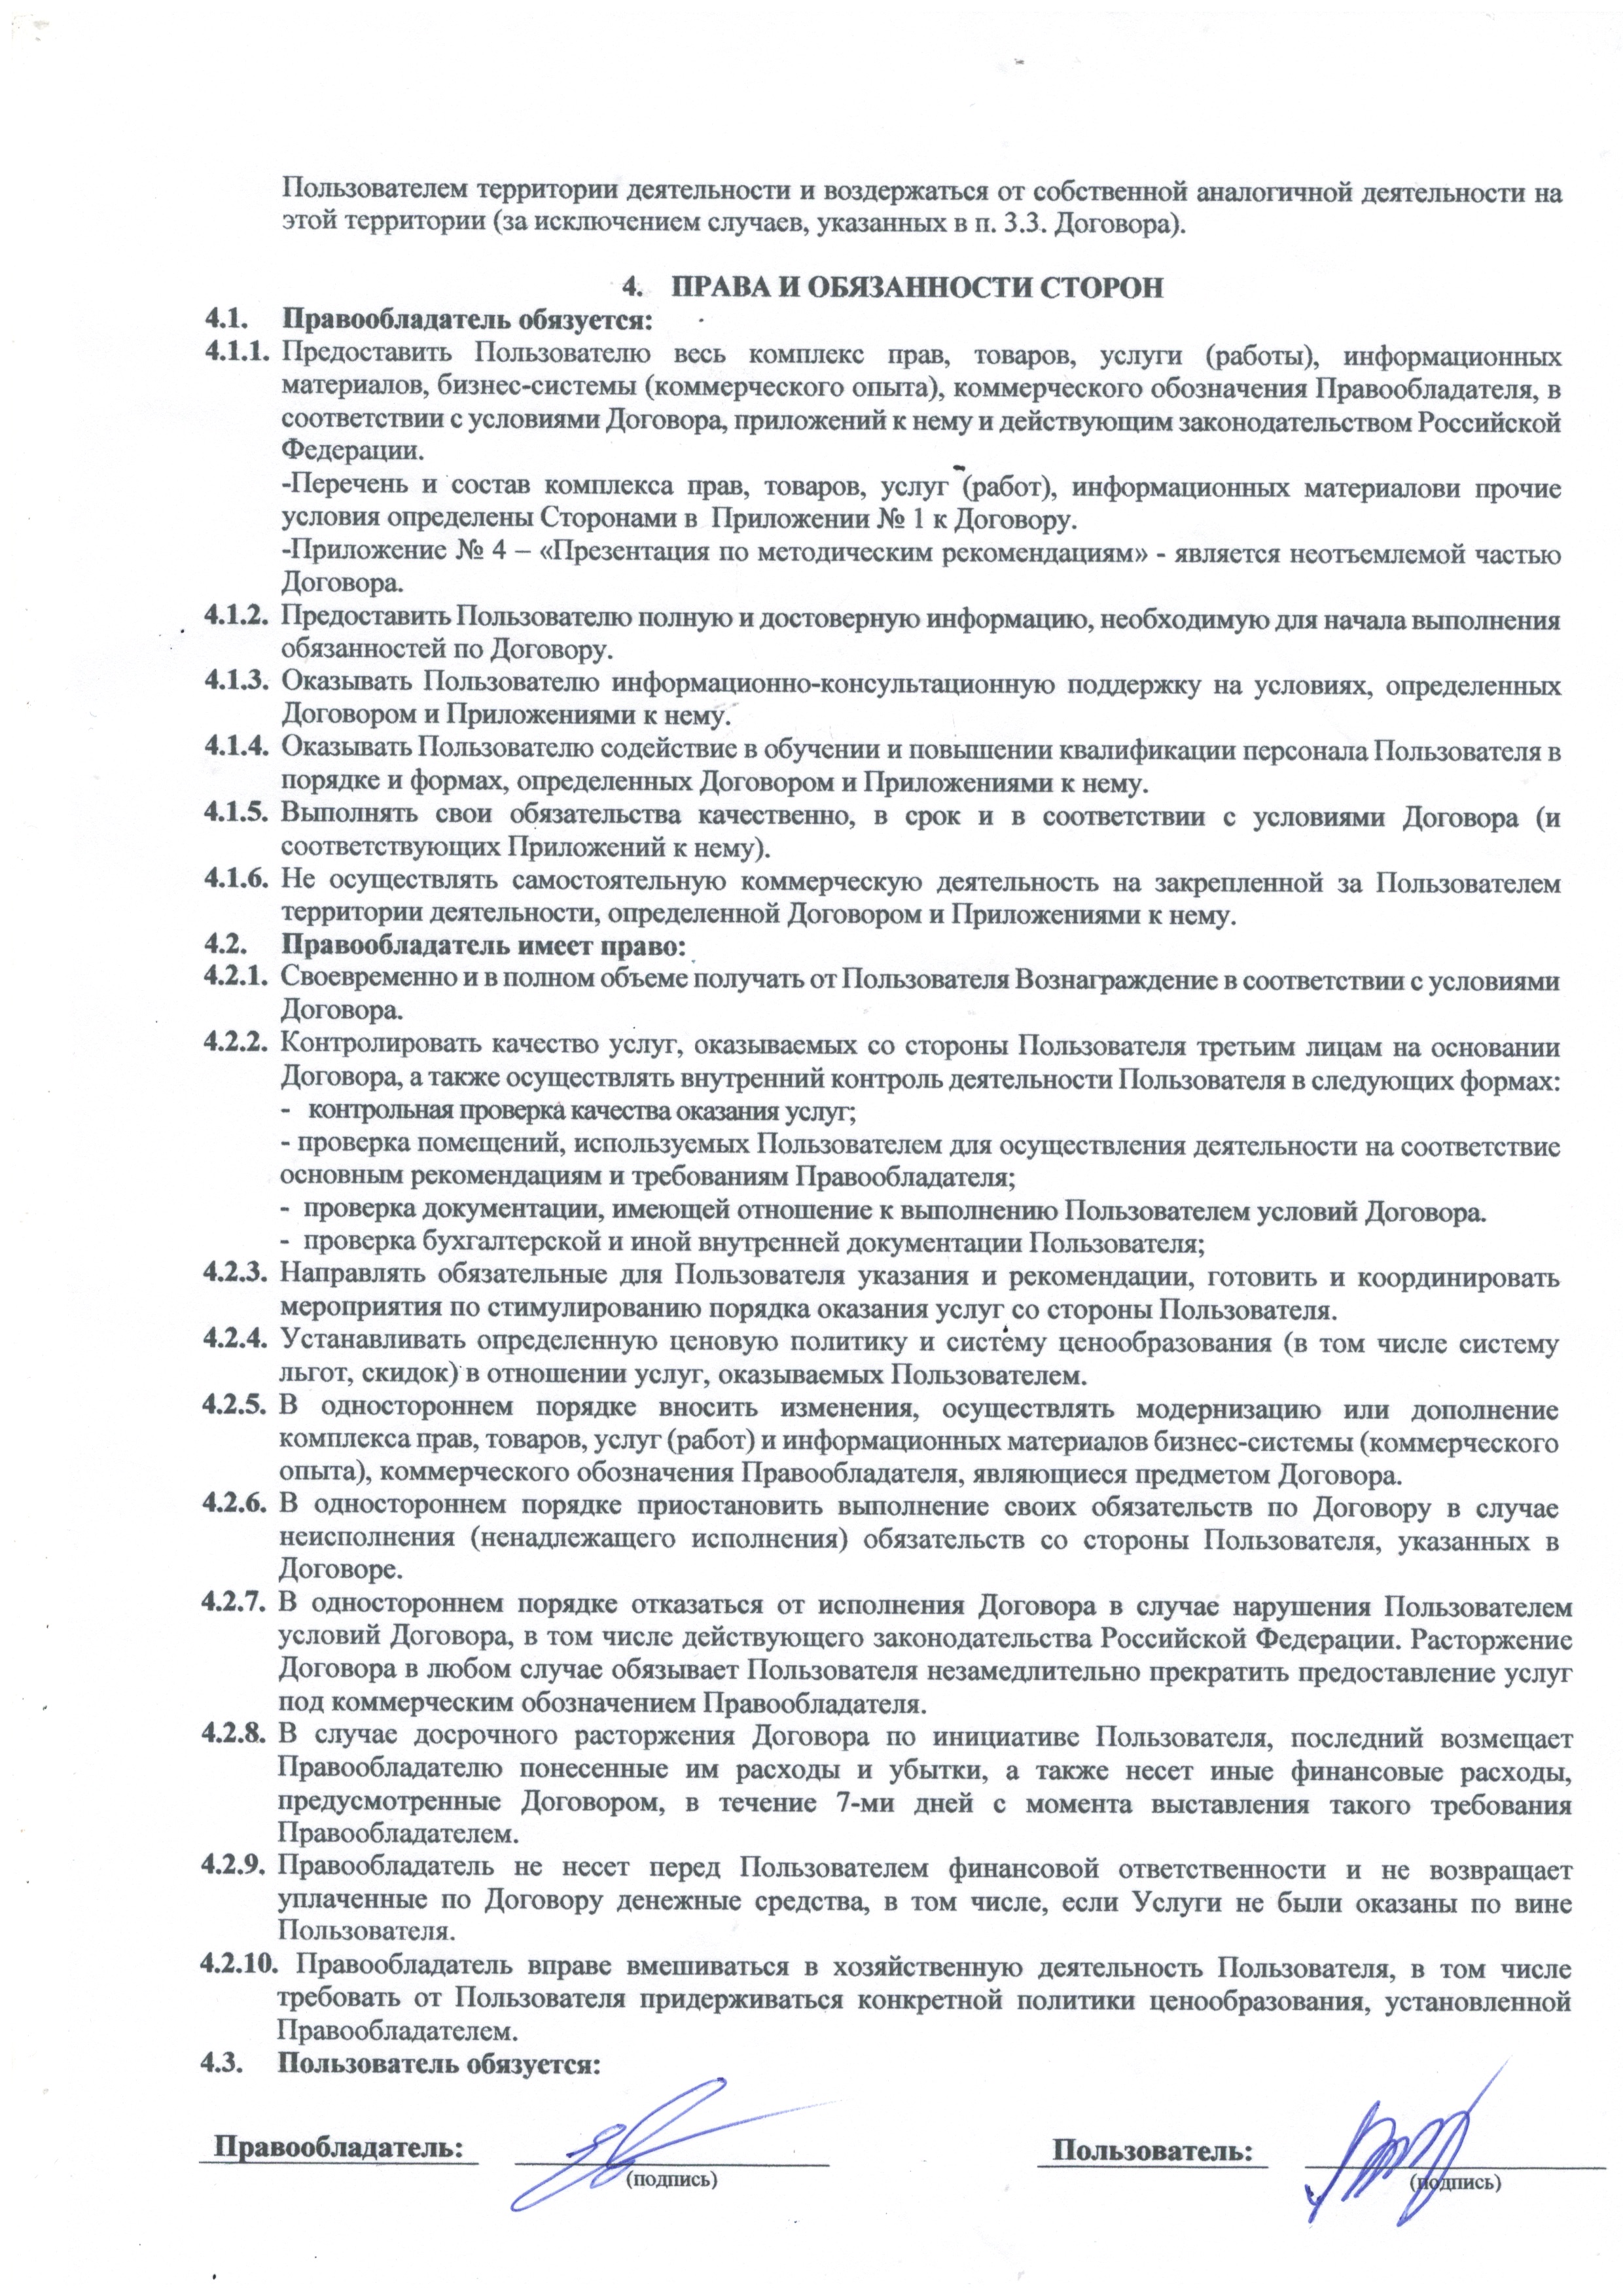 Пользователем территории деятельности и воздержаться от собственной аналогичной деятельности на
этой территории (за исключением случаев, указанных в п. 3.3. Договора).
4. ПРАВА И ОБЯЗАННОСТИ СТОРОН
4.1. Правообладатель обязуется:
4.1.1. Предоставить Пользователю весь комплекс прав, товаров, услуги (работы), информационных
материалов, бизнес-системы (коммерческого опыта), коммерческого обозначения Правообладателя, в
соответствии с условиями Договора, приложений к нему и действующим законодательством Российской
Федерации.
-Перечень и состав комплекса прав, товаров, услуг (работ), информационных материалови прочие
условия определены Сторонами в Приложении № 1 к Договору.
-Приложение № 4 – «Презентация по методическим рекомендациям» - является неотъемлемой частью
Договора.
4.1.2. Предоставить Пользователю полную и достоверную информацию, необходимую для начала выполнения
обязанностей по Договору.
4.1.3. Оказывать Пользователю информационно-консультационную поддержку на условиях, определенных
Договором и Приложениями к нему.
4.1.4. Оказывать Пользователю содействие в обучении и повышении квалификации персонала Пользователя в
порядке и формах, определенных Договором и Приложениями к нему.
4.1.5. Выполнять свои обязательства качественно, в срок и в соответствии с условиями Договора (и
соответствующих Приложений к нему).
4.1.6. Не осуществлять самостоятельную коммерческую деятельность на закрепленной за Пользователем
территории деятельности, определенной Договором и Приложениями к нему.
4.2. Правообладатель имеет право:
4.2.1. Своевременно и в полном объеме получать от Пользователя Вознаграждение в соответствии с условиями
Договора.
4.2.2. Контролировать качество услуг, оказываемых со стороны Пользователя третьим лицам на основании
Договора, а также осуществлять внутренний контроль деятельности Пользователя в следующих формах:
- контрольная проверка качества оказания услуг;
- проверка помещений, используемых Пользователем для осуществления деятельности на соответствие
основным рекомендациям и требованиям Правообладателя;
- проверка документации, имеющей отношение к выполнению Пользователем условий Договора.
- проверка бухгалтерской и иной внутренней документации Пользователя;
4.2.3. Направлять обязательные для Пользователя указания и рекомендации, готовить и координировать
мероприятия по стимулированию порядка оказания услуг со стороны Пользователя.
4.2.4. Устанавливать определенную ценовую политику и систему ценообразования (в том числе систему
льгот, скидок) в отношении услуг, оказываемых Пользователем.
4.2.5. В одностороннем порядке вносить изменения, осуществлять модернизацию или дополнение
комплекса прав, товаров, услуг (работ) и информационных материалов бизнес-системы (коммерческого
опыта), коммерческого обозначения Правообладателя, являющиеся предметом Договора.
4.2.6. В одностороннем порядке приостановить выполнение своих обязательств по Договору в случае
неисполнения (ненадлежащего исполнения) обязательств со стороны Пользователя, указанных в
Договоре.
4.2.7. В одностороннем порядке отказаться от исполнения Договора в случае нарушения Пользователем
условий Договора, в том числе действующего законодательства Российской Федерации. Расторжение
Договора в любом случае обязывает Пользователя незамедлительно прекратить предоставление услуг
под коммерческим обозначением Правообладателя.
4.2.8. В случае досрочного расторжения Договора по инициативе Пользователя, последний возмещает
Правообладателю понесенные им расходы и убытки, а также несет иные финансовые расходы,
предусмотренные Договором, в течение 7-ми дней с момента выставления такого требования
Правообладателем.
4.2.9. Правообладатель не несет перед Пользователем финансовой ответственности и не возвращает
уплаченные по Договору денежные средства, в том числе, если Услуги не были оказаны по вине
Пользователя.
4.2.10. Правообладатель вправе вмешиваться в хозяйственную деятельность Пользователя, в том числе
требовать от Пользователя придерживаться конкретной политики ценообразования, установленной
Правообладателем.
4.3. Пользователь обязуется:
Правообладатель: Пользователь:
(подпись) (подпись)